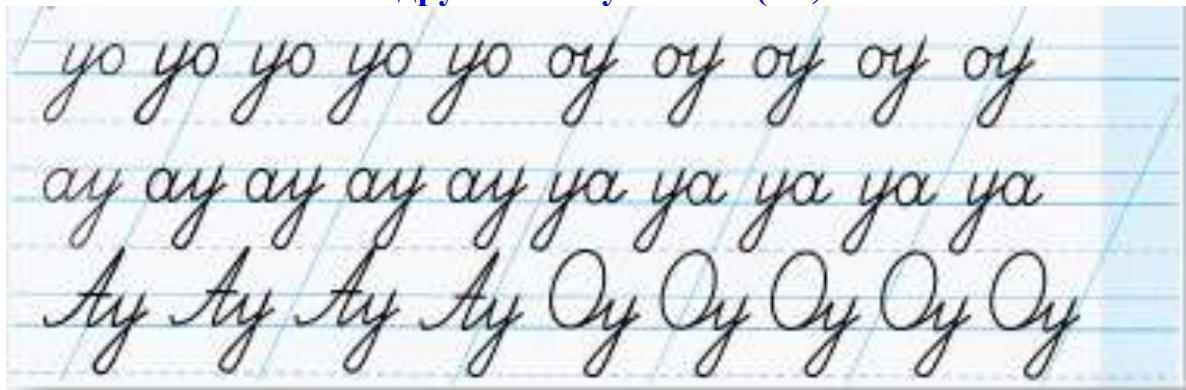 уо уо уо уо уо оу оу оу оу оу
ау ау ау ау ау уа уа уа уа уа
Ау Ау Ау Ау Оу Оу Оу Оу Оу